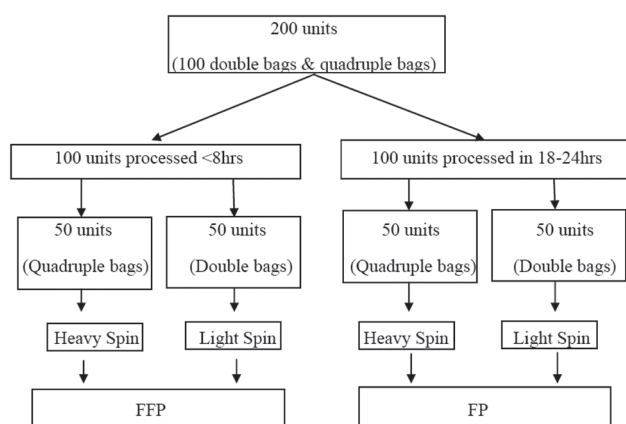 200 units
(100 double bags & quadruple bags)
100 units processed <8hrs
100 units processed in 18-24hrs
50 units
(Quadruple bags)
50 units
(Double bags)
50 units
(Quadruple bags)
50 units
(Double bags)
Heavy Spin
Light Spin
Heavy Spin
Light Spin
FFP
FP